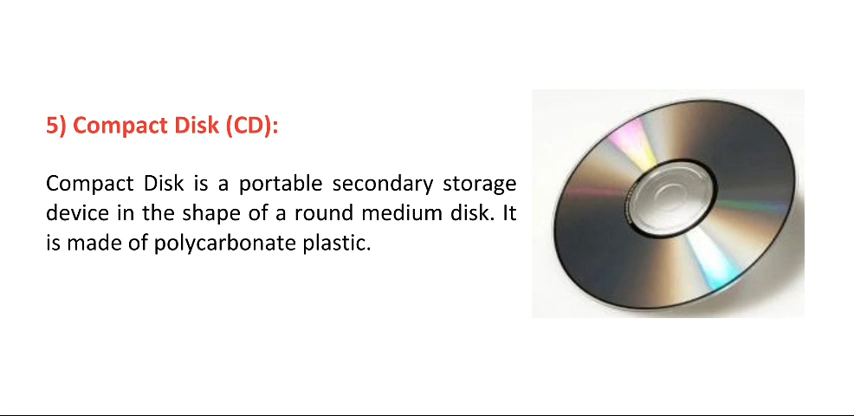 5) Compact Disk (CD):
Compact Disk is a portable secondary storage
device in the shape of a round medium disk. It
is made of polycarbonate plastic.